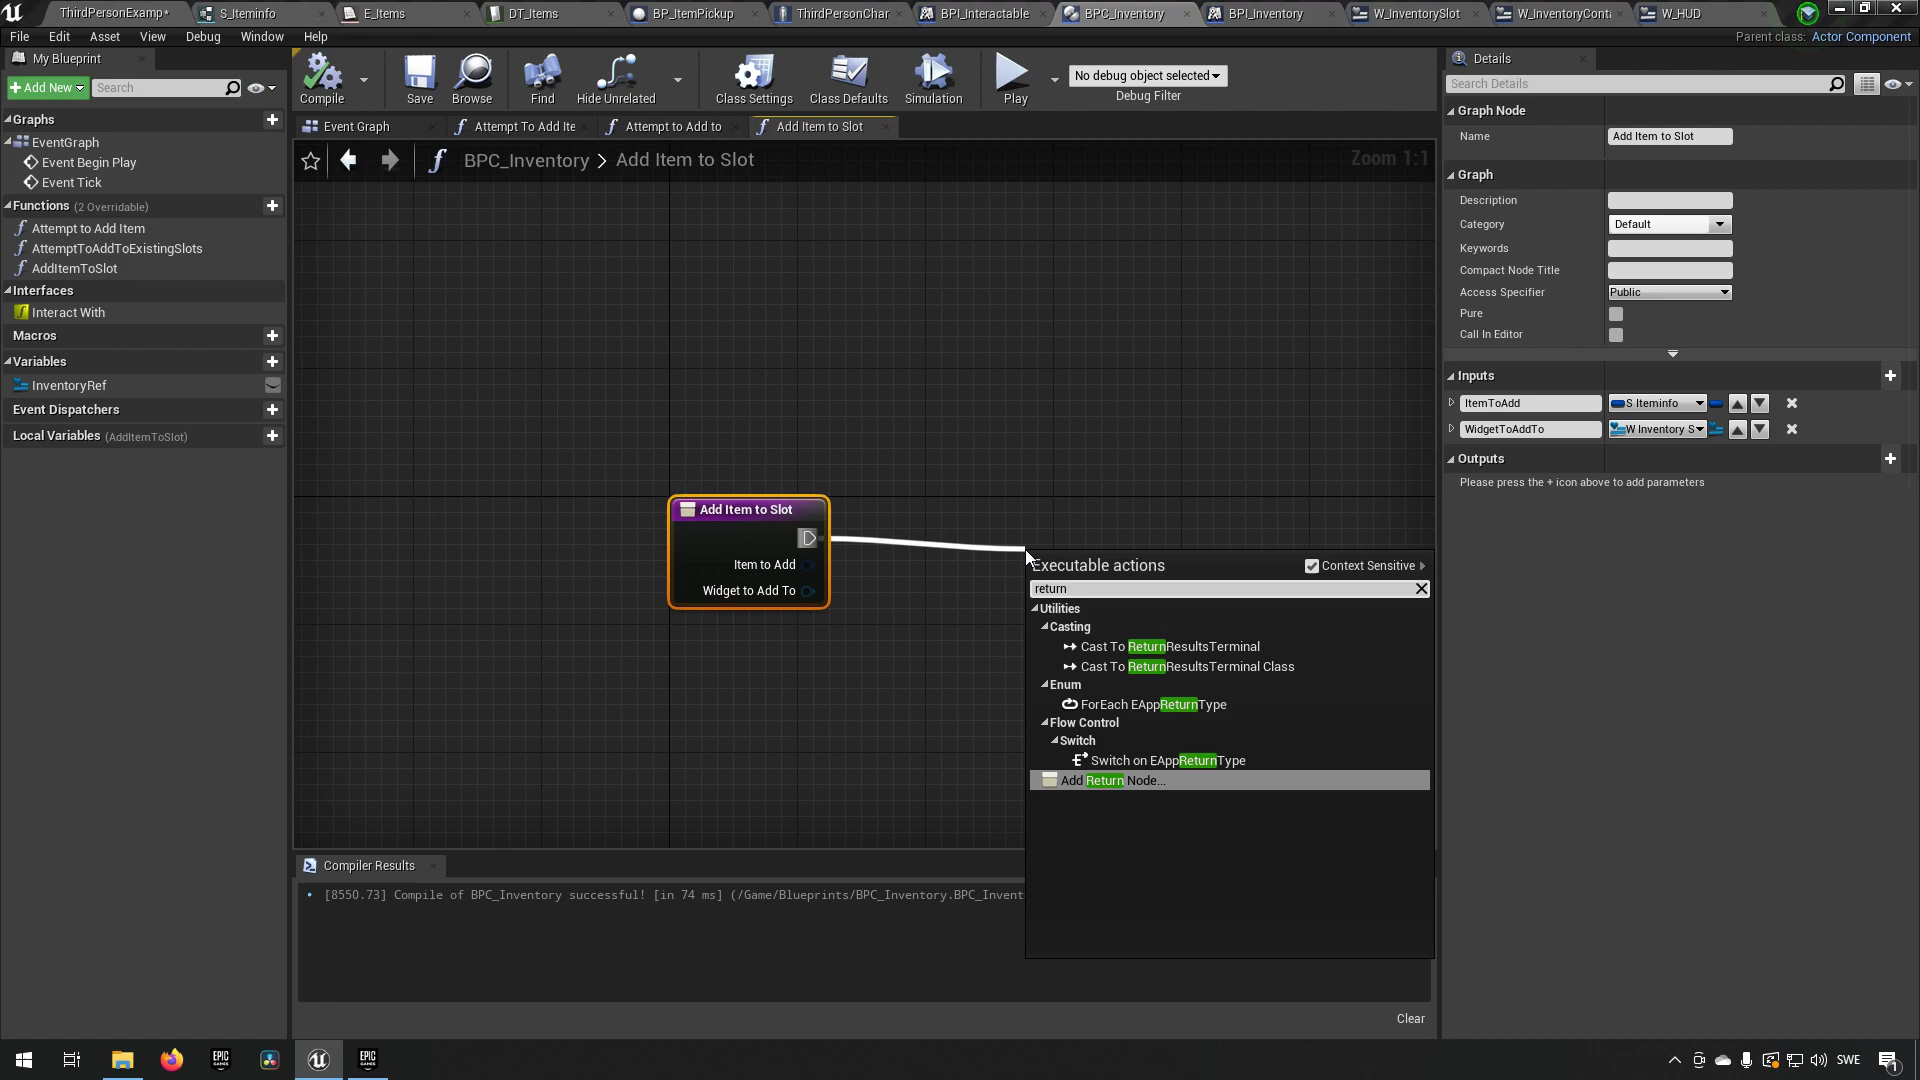 ThirdPersonExamp*
S_Iteminfo
E_Items
DT_Items
BP_ItemPickup
ThirdPersonChar
BPI_Interactable
BPC_Inventory
BPI_Inventory
W_InventorySlot
W_InventoryConta
W_HUD
File
Edit
Asset
View
Debug
Window
Help
Parent class: Actor Component
My Blueprint
Add New
Search
Compile
Save
Browse
Find
Hide Unrelated
Class Settings
Class Defaults
Simulation
Play
No debug object selected
Debug Filter
Graphs
EventGraph
Event Begin Play
Event Tick
Functions (2 Overridable)
Attempt to Add Item
AttemptToAddToExistingSlots
AddItemToSlot
Interfaces
Interact With
Macros
Variables
InventoryRef
Event Dispatchers
Local Variables (AddItemToSlot)
Event Graph
Attempt To Add Ite
Attempt to Add to
Add Item to Slot
BPC_Inventory > Add Item to Slot
Zoom 1:1
Add Item to Slot
Item to Add
Widget to Add To
Executable actions
Context Sensitive
return
Utilities
Casting
Cast To ReturnResultsTerminal
Cast To ReturnResultsTerminal Class
Enum
ForEach EAppReturnType
Flow Control
Switch
Switch on EAppReturnType
Add Return Node...
Compiler Results
[8550.73] Compile of BPC_Inventory successful! [in 74 ms] (/Game/Blueprints/BPC_Inventory.BPC_Invent
Clear
Details
Search Details
Graph Node
Name
Add Item to Slot
Graph
Description
Category
Default
Keywords
Compact Node Title
Access Specifier
Public
Pure
Call In Editor
Inputs
ItemToAdd
S Iteminfo
WidgetToAddTo
W Inventory S
Outputs
Please press the + icon above to add parameters
EPIC
GAMES
EPIC
GAMES
SWE
1